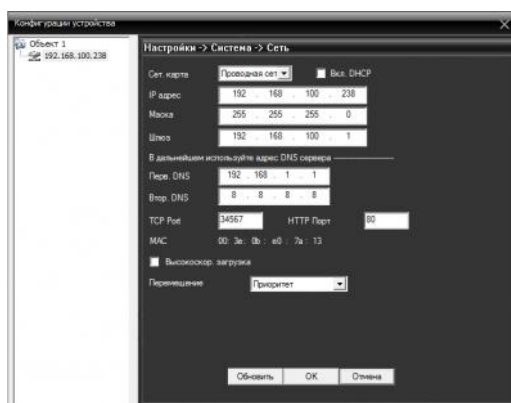 Конфигурации устройства
Объект 1
192.168.100.238
Настройки -> Система -> Сеть
Сет. карта Проводная сет Вкл. DHCP
IP адрес 192 . 168 . 100 . 238
Маска 255 . 255 . 255 . 0
Шлюз 192 . 168 . 100 . 1
В дальнейшем используйте адрес DNS сервера
Перв. DNS 192 . 168 . 1 . 1
Втор. DNS 8 . 8 . 8 . 8
TCP Port 34567 HTTP Порт 80
MAC 00: 3e: 0b : e0 : 7a : 13
Высокоскор. загрузка
Перемещение Приоритет
Обновить OK Отмена